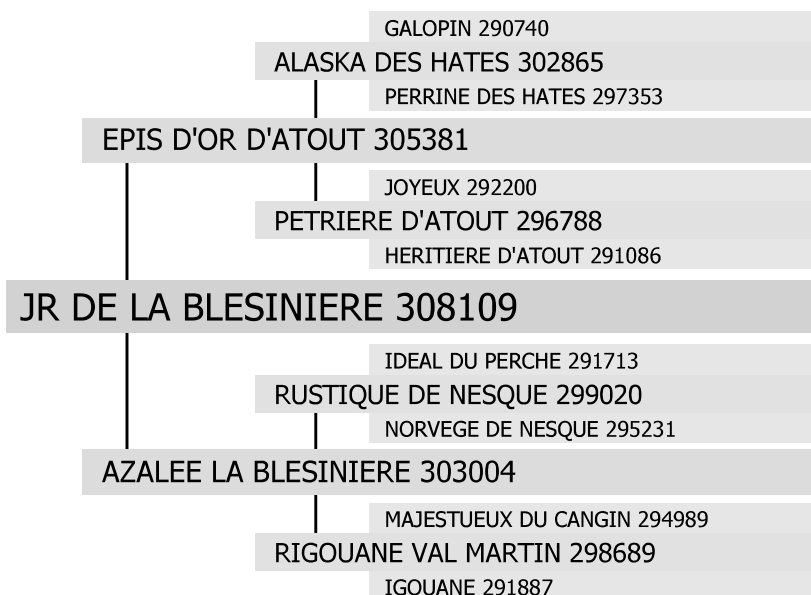 GALOPIN 290740
ALASKA DES HATES 302865
PERRINE DES HATES 297353
EPIS D'OR D'ATOUT 305381
JOYEUX 292200
PETRIERE D'ATOUT 296788
HERITIERE D'ATOUT 291086
JR DE LA BLESINIERE 308109
IDEAL DU PERCHE 291713
RUSTIQUE DE NESQUE 299020
NORVEGE DE NESQUE 295231
AZALEE LA BLESINIERE 303004
MAJESTUEUX DU CANGIN 294989
RIGOUANE VAL MARTIN 298689
IGOUANE 291887